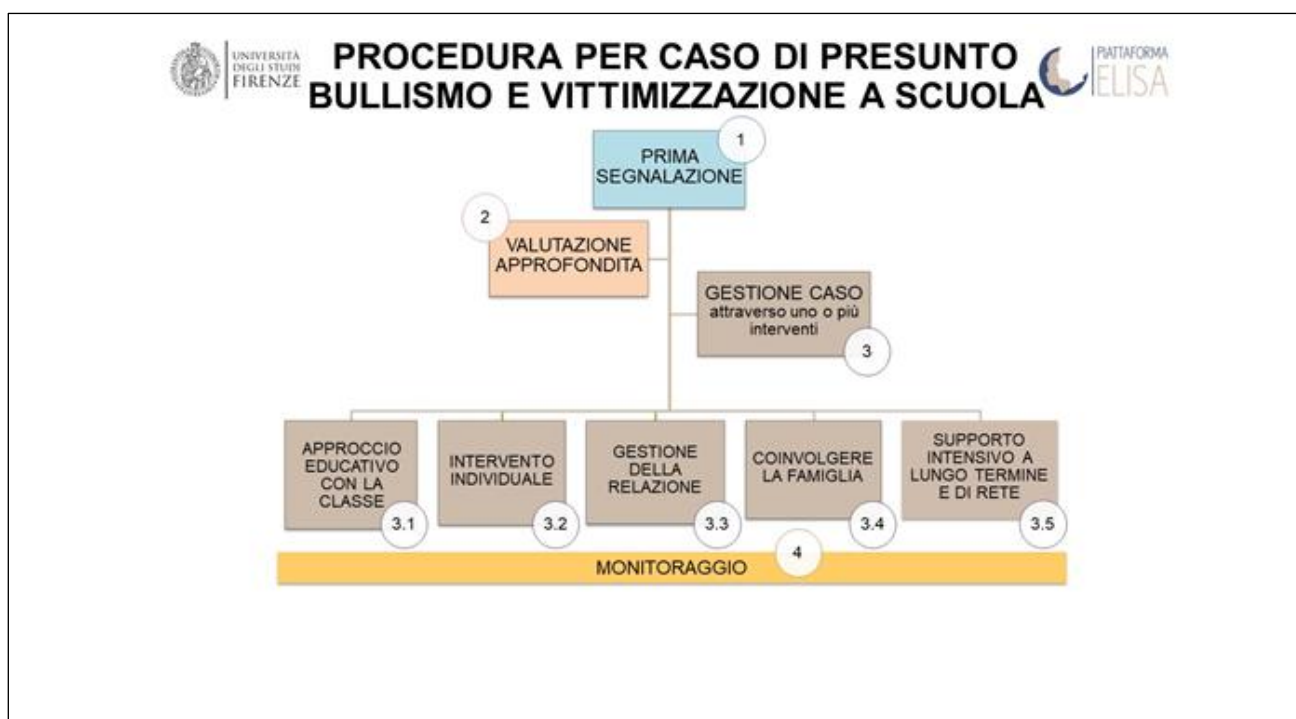 UNIVERSITÀ
DEGLI STUDI
FIRENZE
PROCEDURA PER CASO DI PRESUNTO
BULLISMO E VITTIMIZZAZIONE A SCUOLA
PIATTAFORMA
ELISA
1
PRIMA
SEGNALAZIONE
2
VALUTAZIONE
APPROFONDITA
GESTIONE CASO
attraverso uno o più
interventi
3
APPROCCIO
EDUCATIVO
CON LA
CLASSE
3.1
INTERVENTO
INDIVIDUALE
3.2
GESTIONE
DELLA
RELAZIONE
3.3
COINVOLGERE
LA FAMIGLIA
3.4
SUPPORTO
INTENSIVO A
LUNGO TERMINE
E DI RETE
3.5
4
MONITORAGGIO